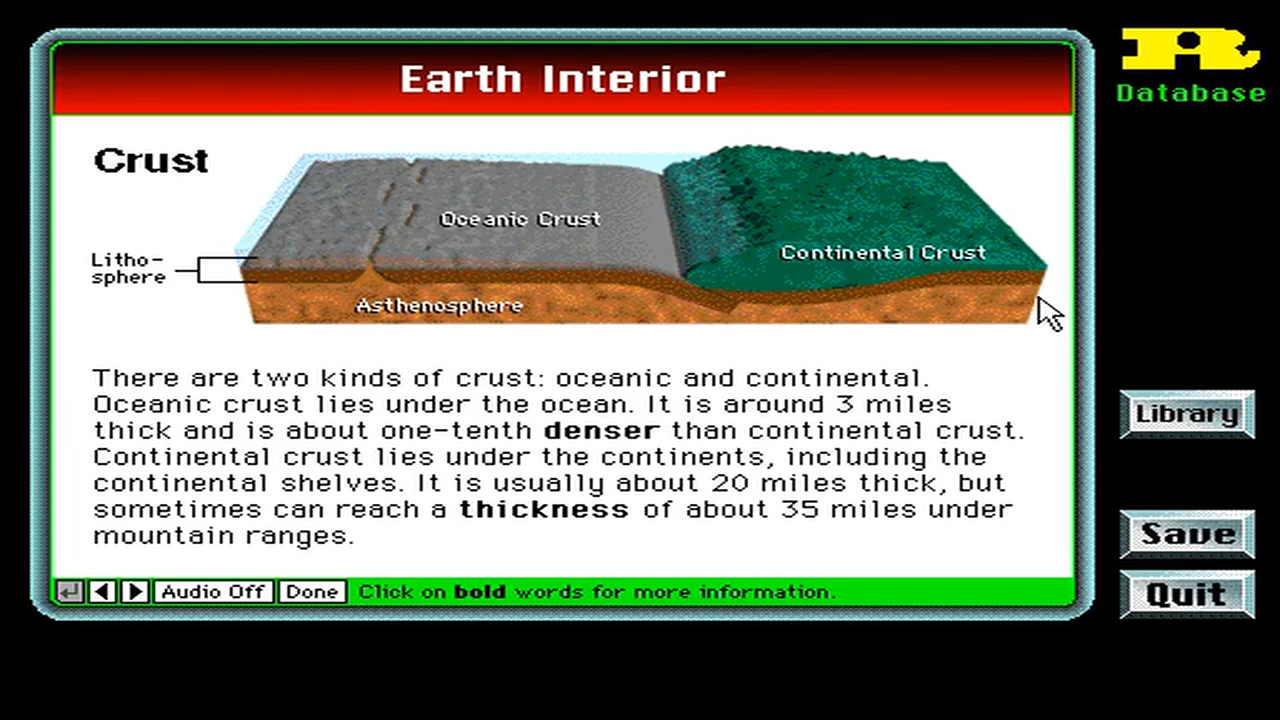 Earth Interior
Database
Crust
Oceanic Crust
Continental Crust
Litho-
sphere
Asthenosphere
There are two kinds of crust: oceanic and continental.
Oceanic crust lies under the ocean. It is around 3 miles
thick and is about one-tenth denser than continental crust.
Continental crust lies under the continents, including the
continental shelves. It is usually about 20 miles thick, but
sometimes can reach a thickness of about 35 miles under
mountain ranges.
Library
Save
Quit
Audio Off Done Click on bold words for more information.